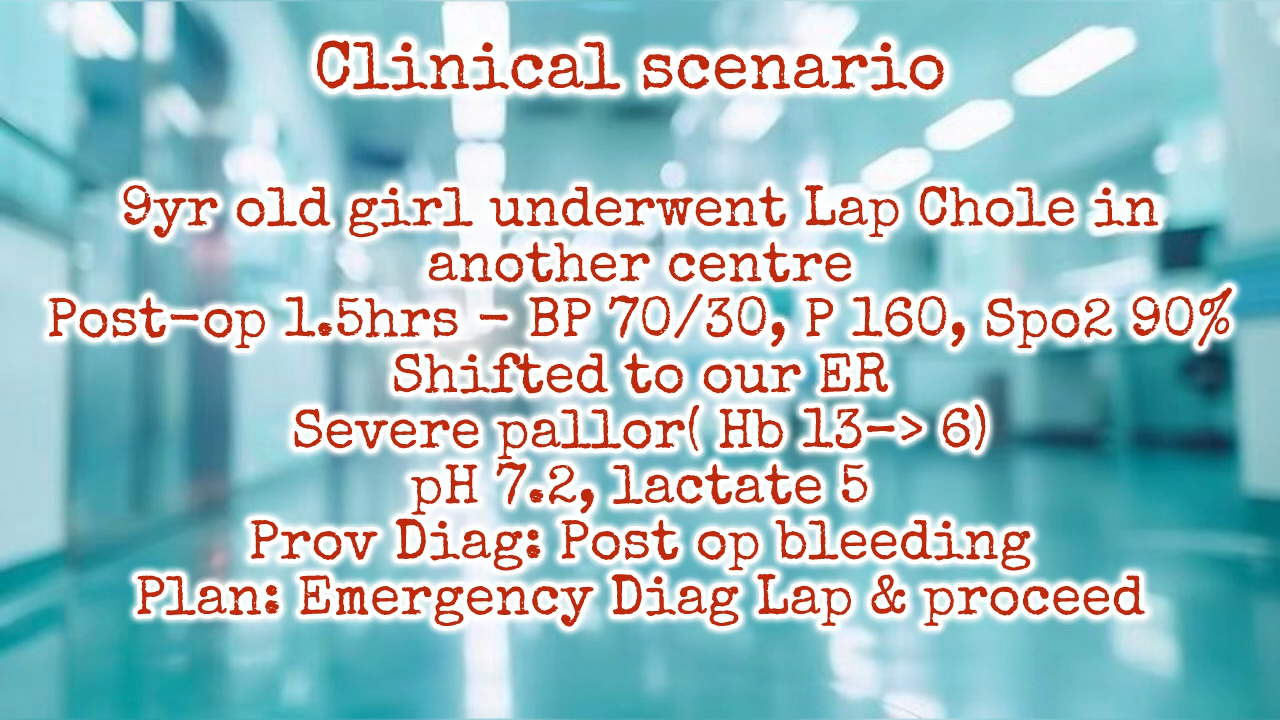 Clinical scenario
9yr old girl underwent Lap Chole in
another centre
Post-op 1.5hrs - BP 70/30, P 160, Spo2 90%
Shifted to our ER
Severe pallor( Hb 13-> 6)
pH 7.2, lactate 5
Prov Diag: Post op bleeding
Plan: Emergency Diag Lap & proceed